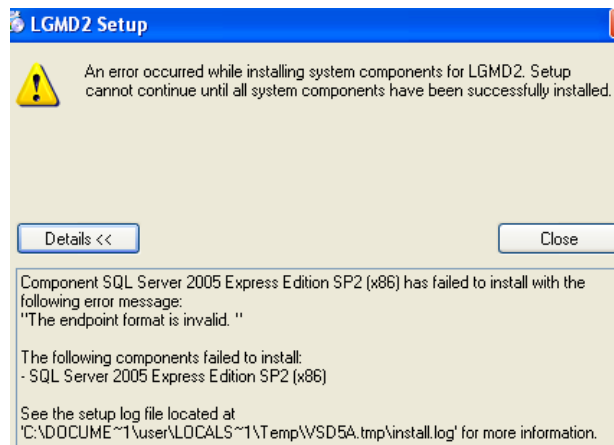 LGMD2 Setup
An error occurred while installing system components for LGMD2. Setup
cannot continue until all system components have been successfully installed.
Details <<
Close
Component SQL Server 2005 Express Edition SP2 (x86) has failed to install with the
following error message:
"The endpoint format is invalid. "
The following components failed to install:
- SQL Server 2005 Express Edition SP2 (x86)
See the setup log file located at
'C:\DOCUME~1\user\LOCALS~1\Temp\VSD5A.tmp\install.log' for more information.